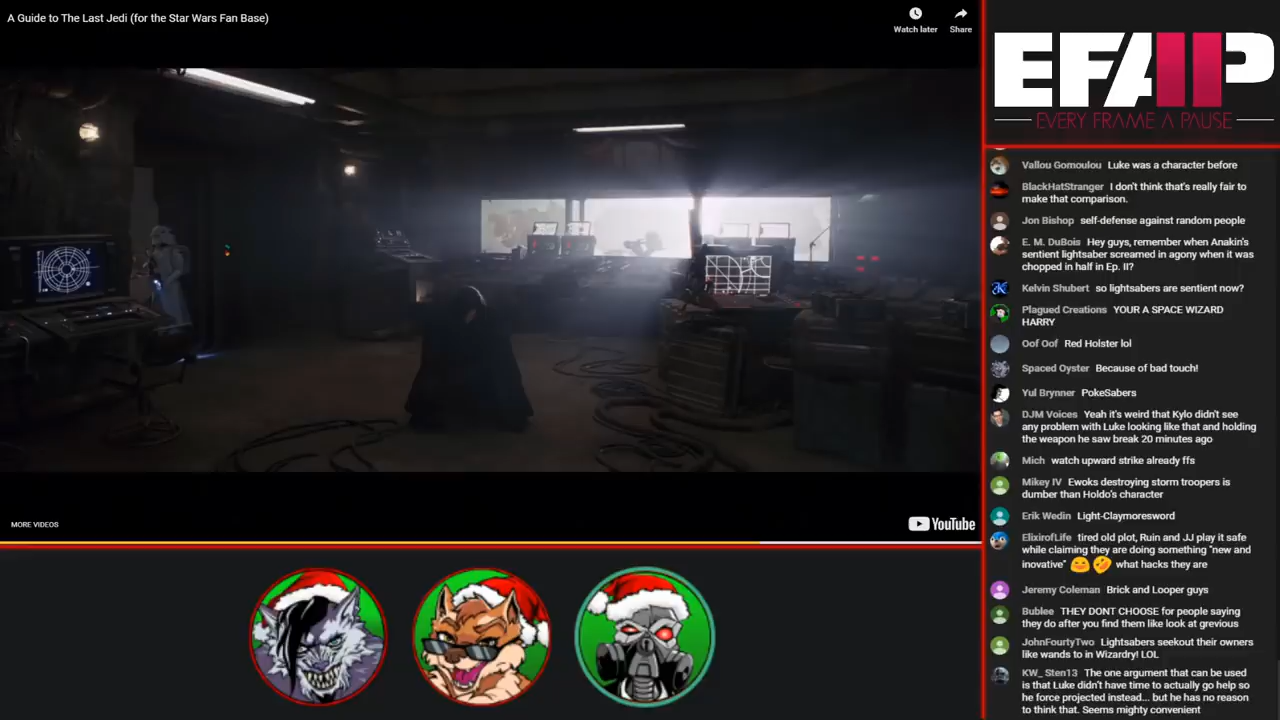 A Guide to The Last Jedi (for the Star Wars Fan Base)
Watch later
Share
MORE VIDEOS
YouTube
EFAP
EVERY FRAME A PAUSE
Vallou Gomoulou Luke was a character before
BlackHatStranger I don't think that's really fair to
make that comparison.
Jon Bishop self-defense against random people
E. M. DuBois Hey guys, remember when Anakin's
sentient lightsaber screamed in agony when it was
chopped in half in Ep. II?
Kelvin Shubert so lightsabers are sentient now?
Plagued Creations YOUR A SPACE WIZARD
HARRY
Oof Oof Red Holster lol
Spaced Oyster Because of bad touch!
Yul Brynner PokeSabers
DJM Voices Yeah it's weird that Kylo didn't see
any problem with Luke looking like that and holding
the weapon he saw break 20 minutes ago
Mich watch upward strike already ffs
Mikey IV Ewoks destroying storm troopers is
dumber than Holdo's character
Erik Wedin Light-Claymoresword
ElixirofLife tired old plot, Ruin and JJ play it safe
while claiming they are doing something "new and
inovative" what hacks they are
Jeremy Coleman Brick and Looper guys
Bublee THEY DONT CHOOSE for people saying
they do after you find them like look at grevious
JohnFourtyTwo Lightsabers seekout their owners
like wands to in Wizardry! LOL
KW_Sten13 The one argument that can be used
is that Luke didn't have time to actually go help so
he force projected instead... but he has no reason
to think that. Seems mighty convenient